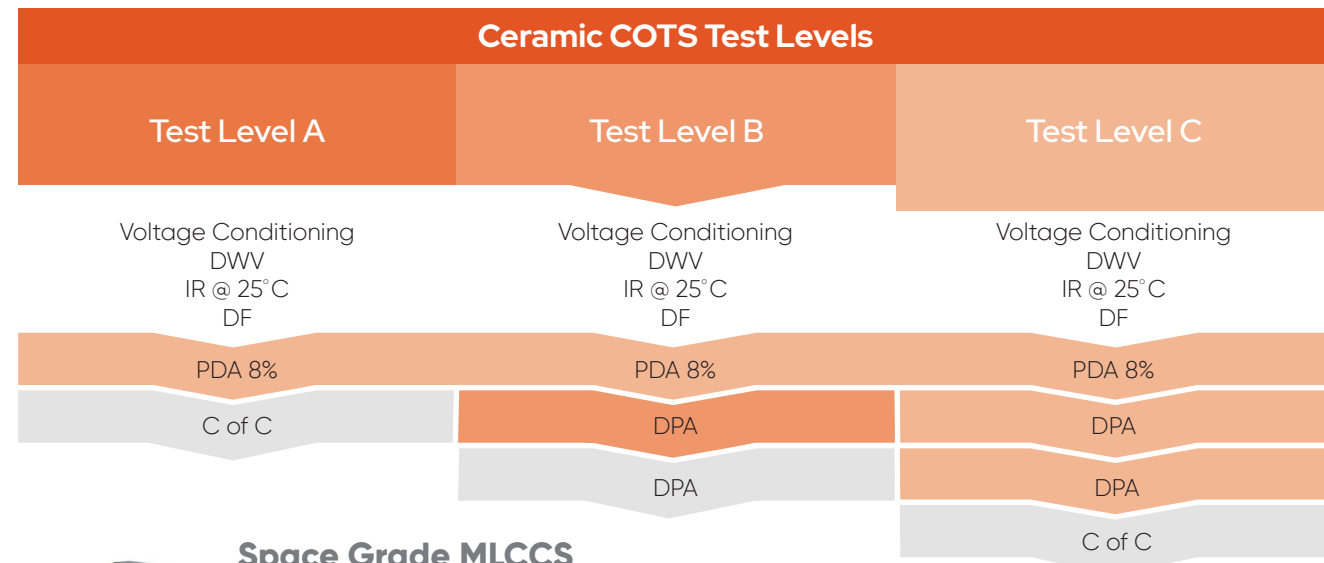 Ceramic COTS Test Levels
Test Level A
Test Level B
Test Level C
Voltage Conditioning
DWV
IR @ 25°C
DF
Voltage Conditioning
DWV
IR @ 25°C
DF
Voltage Conditioning
DWV
IR @ 25°C
DF
PDA 8%
PDA 8%
PDA 8%
C of C
DPA
DPA
DPA
DPA
C of C
Space Grade MLCCS